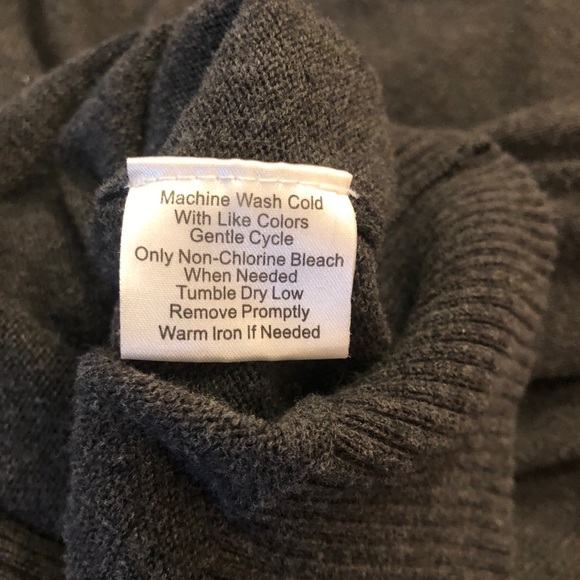 Machine Wash Cold
With Like Colors
Gentle Cycle
Only Non-Chlorine Bleach
When Needed
Tumble Dry Low
Remove Promptly
Warm Iron If Needed